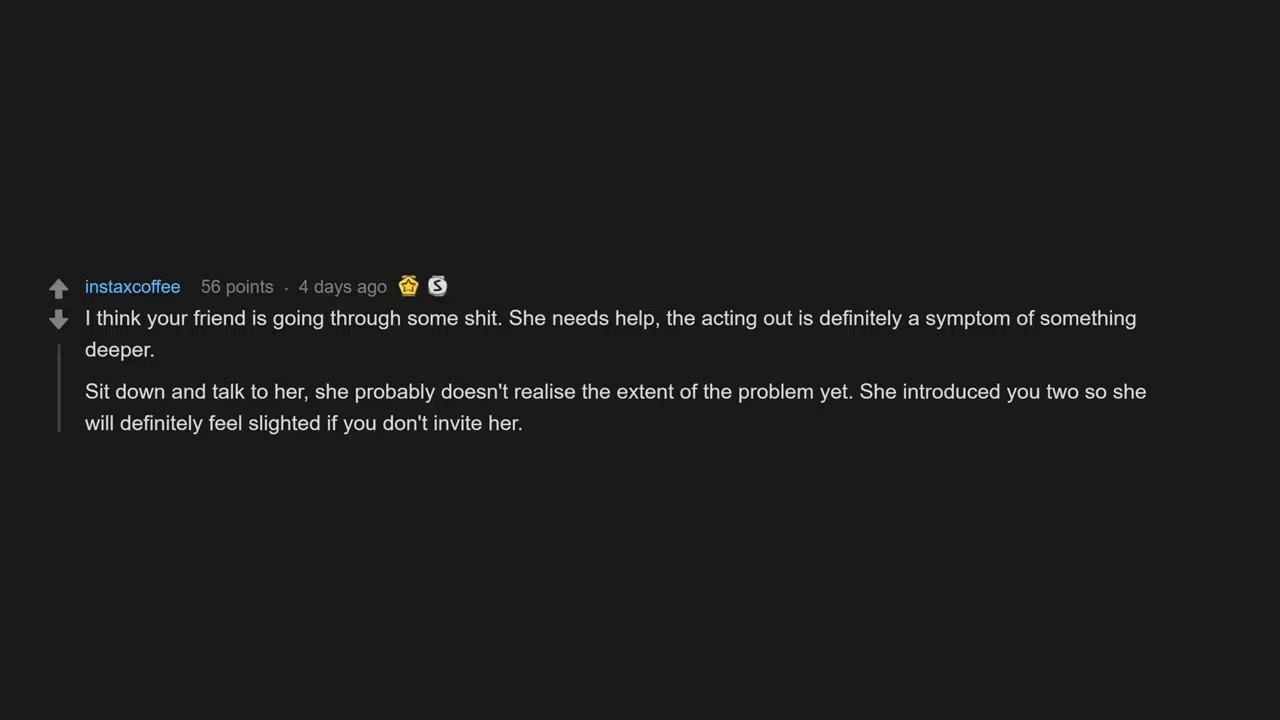 instaxcoffee 56 points · 4 days ago
I think your friend is going through some shit. She needs help, the acting out is definitely a symptom of something
deeper.
Sit down and talk to her, she probably doesn't realise the extent of the problem yet. She introduced you two so she
will definitely feel slighted if you don't invite her.